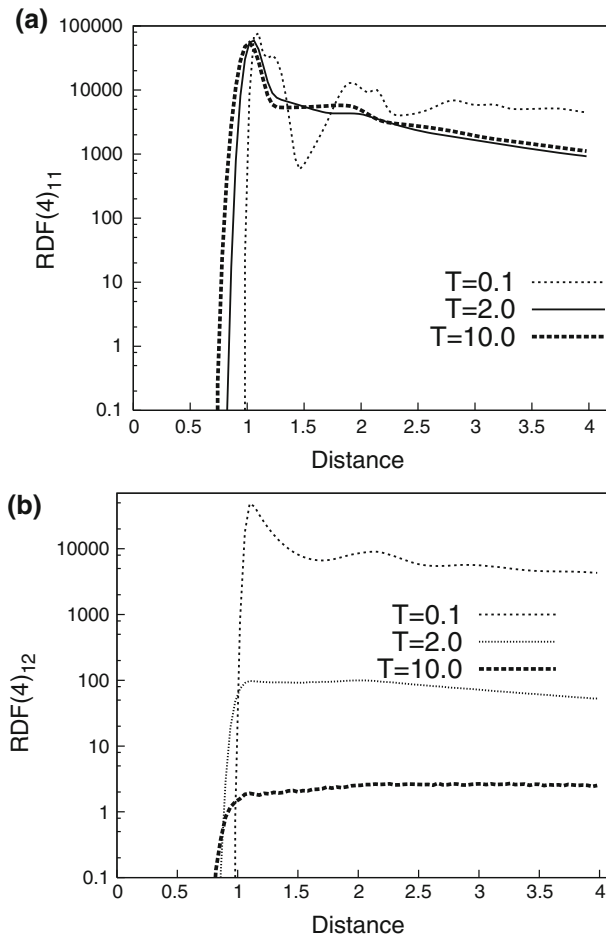 (a)
100000
10000
1000
100
10
1
0.1
RDF(4)11
T=0.1
T=2.0
T=10.0
0 0.5 1 1.5 2 2.5 3 3.5 4
Distance
(b)
10000
1000
100
10
1
0.1
RDF(4)12
T=0.1
T=2.0
T=10.0
0 0.5 1 1.5 2 2.5 3 3.5 4
Distance